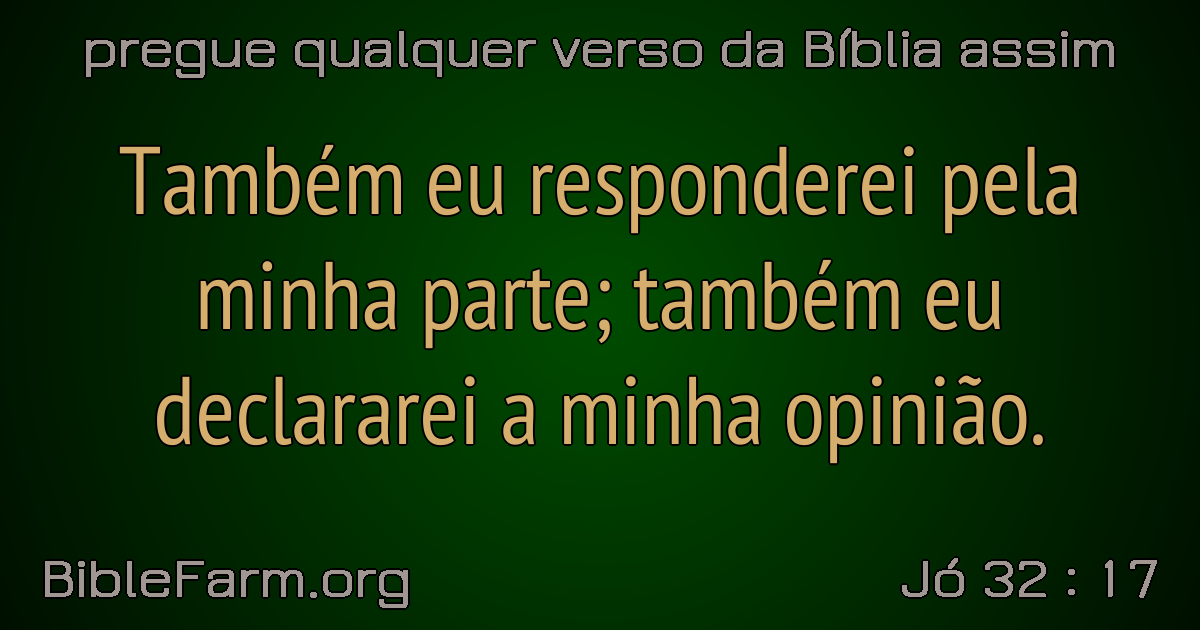 pregue qualquer verso da Bíblia assim
Também eu responderei pela
minha parte; também eu
declararei a minha opinião.
BibleFarm.org
Jó 32 : 17